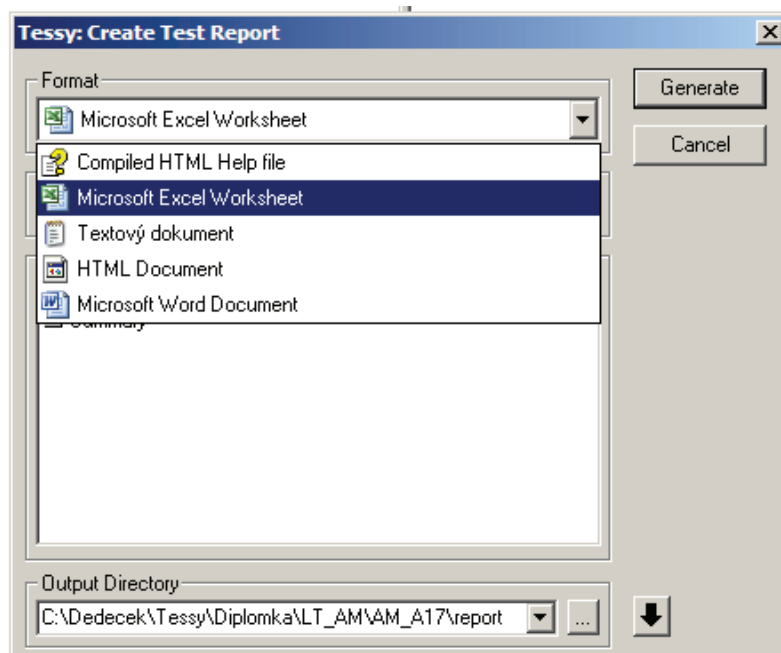 Tessy: Create Test Report
Format
Microsoft Excel Worksheet
Generate
Cancel
Compiled HTML Help file
Microsoft Excel Worksheet
Textový dokument
HTML Document
Microsoft Word Document
Summary
Output Directory
C:\Dedecek\Tessy\Diplomka\LT_AM\AM_A17\report
...